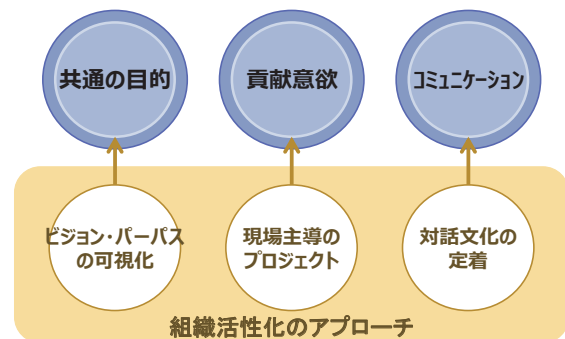 共通の目的
貢献意欲
コミュニケーション
ビジョン・パーパス
の可視化
現場主導の
プロジェクト
対話文化の
定着
組織活性化のアプローチ